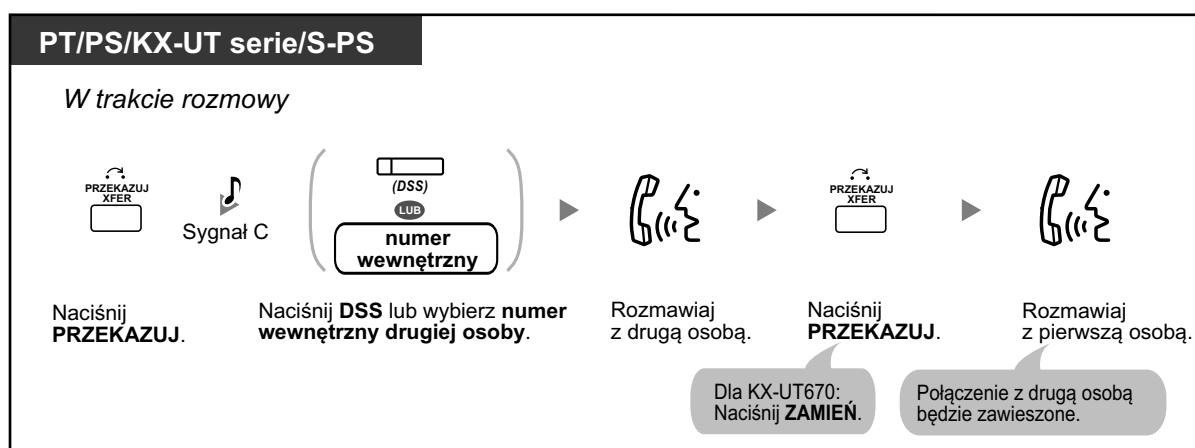 PT/PS/KX-UT serie/S-PS
W trakcie rozmowy
PRZEKAZUJ
XFER
Sygnał C
(DSS)
LUB
numer
wewnętrzny
PRZEKAZUJ
XFER
Naciśnij
PRZEKAZUJ.
Naciśnij DSS lub wybierz numer
wewnętrzny drugiej osoby.
Rozmawiaj
z drugą osobą.
Naciśnij
PRZEKAZUJ.
Rozmawiaj
z pierwszą osobą.
Dla KX-UT670:
Naciśnij ZAMIEŃ.
Połączenie z drugą osobą
będzie zawieszone.